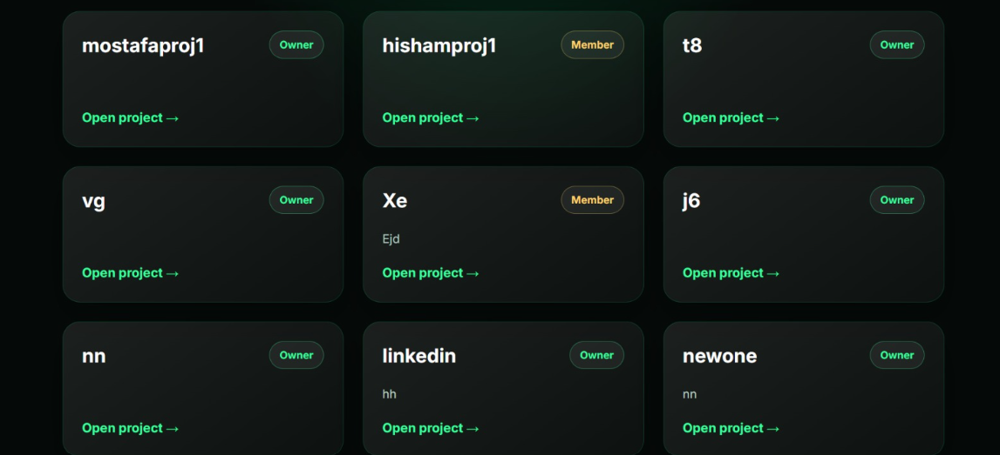 mostafaproj1
Owner
Open project →
hishamproj1
Member
Open project →
t8
Owner
Open project →
vg
Owner
Open project →
Xe
Member
Ejd
Open project →
j6
Owner
Open project →
nn
Owner
Open project →
linkedin
Owner
hh
Open project →
newone
Owner
nn
Open project →